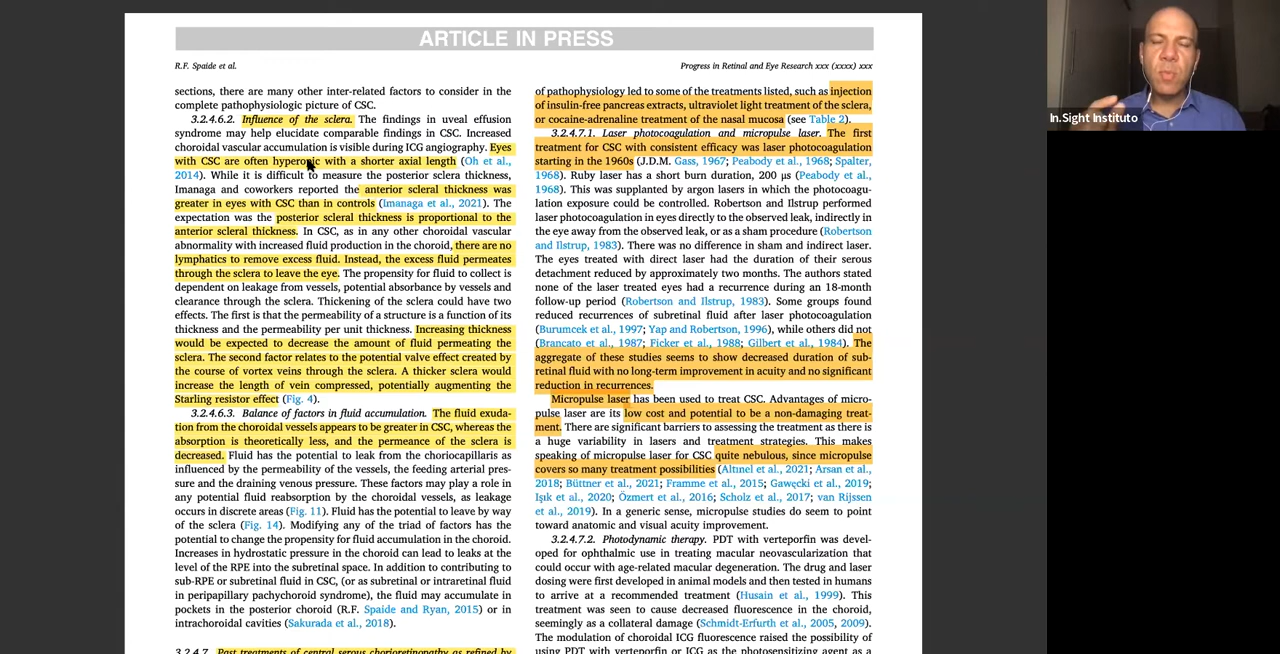 ARTICLE IN PRESS
R.F. Spaide et al.
Progress in Retinal and Eye Research xxx (xxxx) xxx
sections, there are many other inter-related factors to consider in the
complete pathophysiologic picture of CSC.
3.2.4.6.2. Influence of the sclera. The findings in uveal effusion
syndrome may help elucidate comparable findings in CSC. Increased
choroidal vascular accumulation is visible during ICG angiography. Eyes
with CSC are often hyperopic with a shorter axial length (Oh et al.,
2014). While it is difficult to measure the posterior sclera thickness,
Imanaga and coworkers reported the anterior scleral thickness was
greater in eyes with CSC than in controls (Imanaga et al., 2021). The
expectation was the posterior scleral thickness is proportional to the
anterior scleral thickness. In CSC, as in any other choroidal vascular
abnormality with increased fluid production in the choroid, there are no
lymphatics to remove excess fluid. Instead, the excess fluid permeates
through the sclera to leave the eye. The propensity for fluid to collect is
dependent on leakage from vessels, potential absorbance by vessels and
clearance through the sclera. Thickening of the sclera could have two
effects. The first is that the permeability of a structure is a function of its
thickness and the permeability per unit thickness. Increasing thickness
would be expected to decrease the amount of fluid permeating the
sclera. The second factor relates to the potential valve effect created by
the course of vortex veins through the sclera. A thicker sclera would
increase the length of vein compressed, potentially augmenting the
Starling resistor effect (Fig. 4).
3.2.4.6.3. Balance of factors in fluid accumulation. The fluid exuda-
tion from the choroidal vessels appears to be greater in CSC, whereas the
absorption is theoretically less, and the permeance of the sclera is
decreased. Fluid has the potential to leak from the choriocapillaris as
influenced by the permeability of the vessels, the feeding arterial pres-
sure and the draining venous pressure. These factors may play a role in
any potential fluid reabsorption by the choroidal vessels, as leakage
occurs in discrete areas (Fig. 11). Fluid has the potential to leave by way
of the sclera (Fig. 14). Modifying any of the triad of factors has the
potential to change the propensity for fluid accumulation in the choroid.
Increases in hydrostatic pressure in the choroid can lead to leaks at the
level of the RPE into the subretinal space. In addition to contributing to
sub-RPE or subretinal fluid in CSC, (or as subretinal or intraretinal fluid
in peripapillary pachychoroid syndrome), the fluid may accumulate in
pockets in the posterior choroid (R.F. Spaide and Ryan, 2015) or in
intrachoroidal cavities (Sakurada et al., 2018).
3.2.4.7. Past treatments of central serous chorioretinopathy as refined by
of pathophysiology led to some of the treatments listed, such as injection
of insulin-free pancreas extracts, ultraviolet light treatment of the sclera,
or cocaine-adrenaline treatment of the nasal mucosa (see Table 2).
3.2.4.7.1. Laser photocoagulation and micropulse laser. The first
treatment for CSC with consistent efficacy was laser photocoagulation
starting in the 1960s (J.D.M. Gass, 1967; Peabody et al., 1968; Spalter,
1968). Ruby laser has a short burn duration, 200 μs (Peabody et al.,
1968). This was supplanted by argon lasers in which the photocoagu-
lation exposure could be controlled. Robertson and Ilstrup performed
laser photocoagulation in eyes directly to the observed leak, indirectly in
the eye away from the observed leak, or as a sham procedure (Robertson
and Ilstrup, 1983). There was no difference in sham and indirect laser.
The eyes treated with direct laser had the duration of their serous
detachment reduced by approximately two months. The authors stated
none of the laser treated eyes had a recurrence during an 18-month
follow-up period (Robertson and Ilstrup, 1983). Some groups found
reduced recurrences of subretinal fluid after laser photocoagulation
(Burumcek et al., 1997; Yap and Robertson, 1996), while others did not
(Brancato et al., 1987; Ficker et al., 1988; Gilbert et al., 1984). The
aggregate of these studies seems to show decreased duration of sub-
retinal fluid with no long-term improvement in acuity and no significant
reduction in recurrences.
Micropulse laser has been used to treat CSC. Advantages of micro-
pulse laser are its low cost and potential to be a non-damaging treat-
ment. There are significant barriers to assessing the treatment as there is
a huge variability in lasers and treatment strategies. This makes
speaking of micropulse laser for CSC quite nebulous, since micropulse
covers so many treatment possibilities (Altınel et al., 2021; Arsan et al.,
2018; Büttner et al., 2021; Framme et al., 2015; Gawęcki et al., 2019;
Işık et al., 2020; Özmert et al., 2016; Scholz et al., 2017; van Rijssen
et al., 2019). In a generic sense, micropulse studies do seem to point
toward anatomic and visual acuity improvement.
3.2.4.7.2. Photodynamic therapy. PDT with verteporfin was devel-
oped for ophthalmic use in treating macular neovascularization that
could occur with age-related macular degeneration. The drug and laser
dosing were first developed in animal models and then tested in humans
to arrive at a recommended treatment (Husain et al., 1999). This
treatment was seen to cause decreased fluorescence in the choroid,
seemingly as a collateral damage (Schmidt-Erfurth et al., 2005, 2009).
The modulation of choroidal ICG fluorescence raised the possibility of
using PDT with verteporfin or ICG as the photosensitizing agent as a
In.Sight Instituto